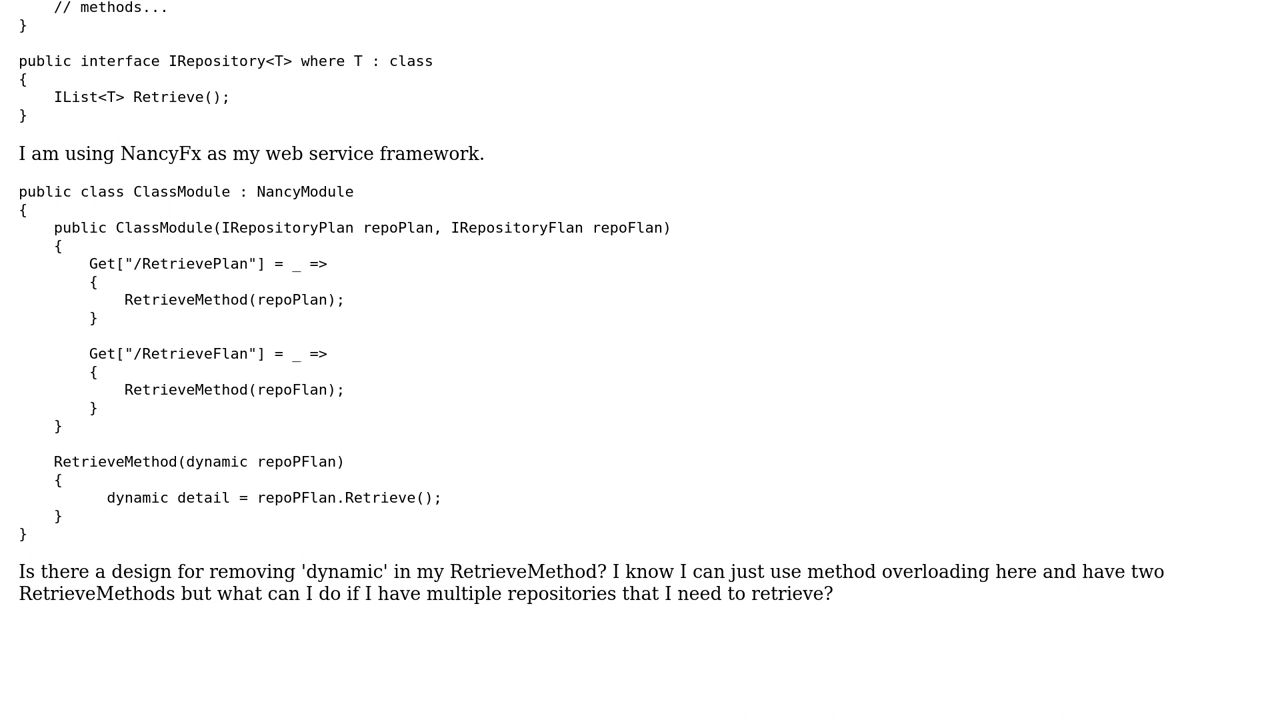 // methods...
}

public interface IRepository<T> where T : class
{
    IList<T> Retrieve();
}

I am using NancyFx as my web service framework.

public class ClassModule : NancyModule
{
    public ClassModule(IRepositoryPlan repoPlan, IRepositoryFlan repoFlan)
    {
        Get["/RetrievePlan"] = _ =>
        {
            RetrieveMethod(repoPlan);
        }

        Get["/RetrieveFlan"] = _ =>
        {
            RetrieveMethod(repoFlan);
        }
    }

    RetrieveMethod(dynamic repoPFlan)
    {
          dynamic detail = repoPFlan.Retrieve();
    }
}

Is there a design for removing 'dynamic' in my RetrieveMethod? I know I can just use method overloading here and have two
RetrieveMethods but what can I do if I have multiple repositories that I need to retrieve?